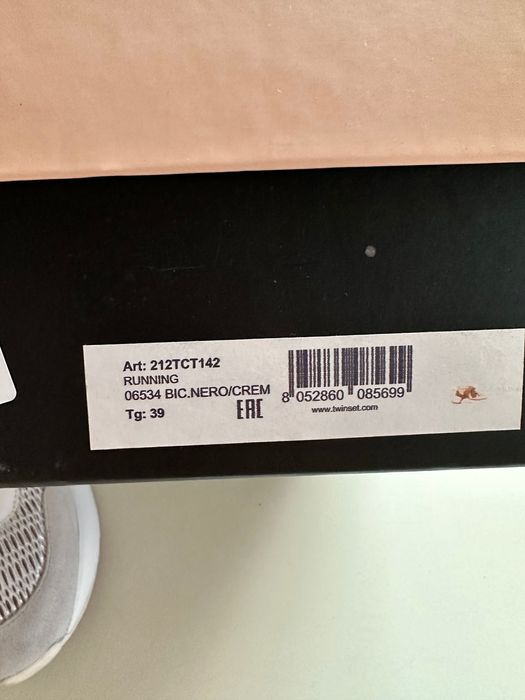 Art: 212TCT142
RUNNING
06534 BIC.NERO/CREM
Tg: 39
EAC
8 052860 085699
www.twinset.com